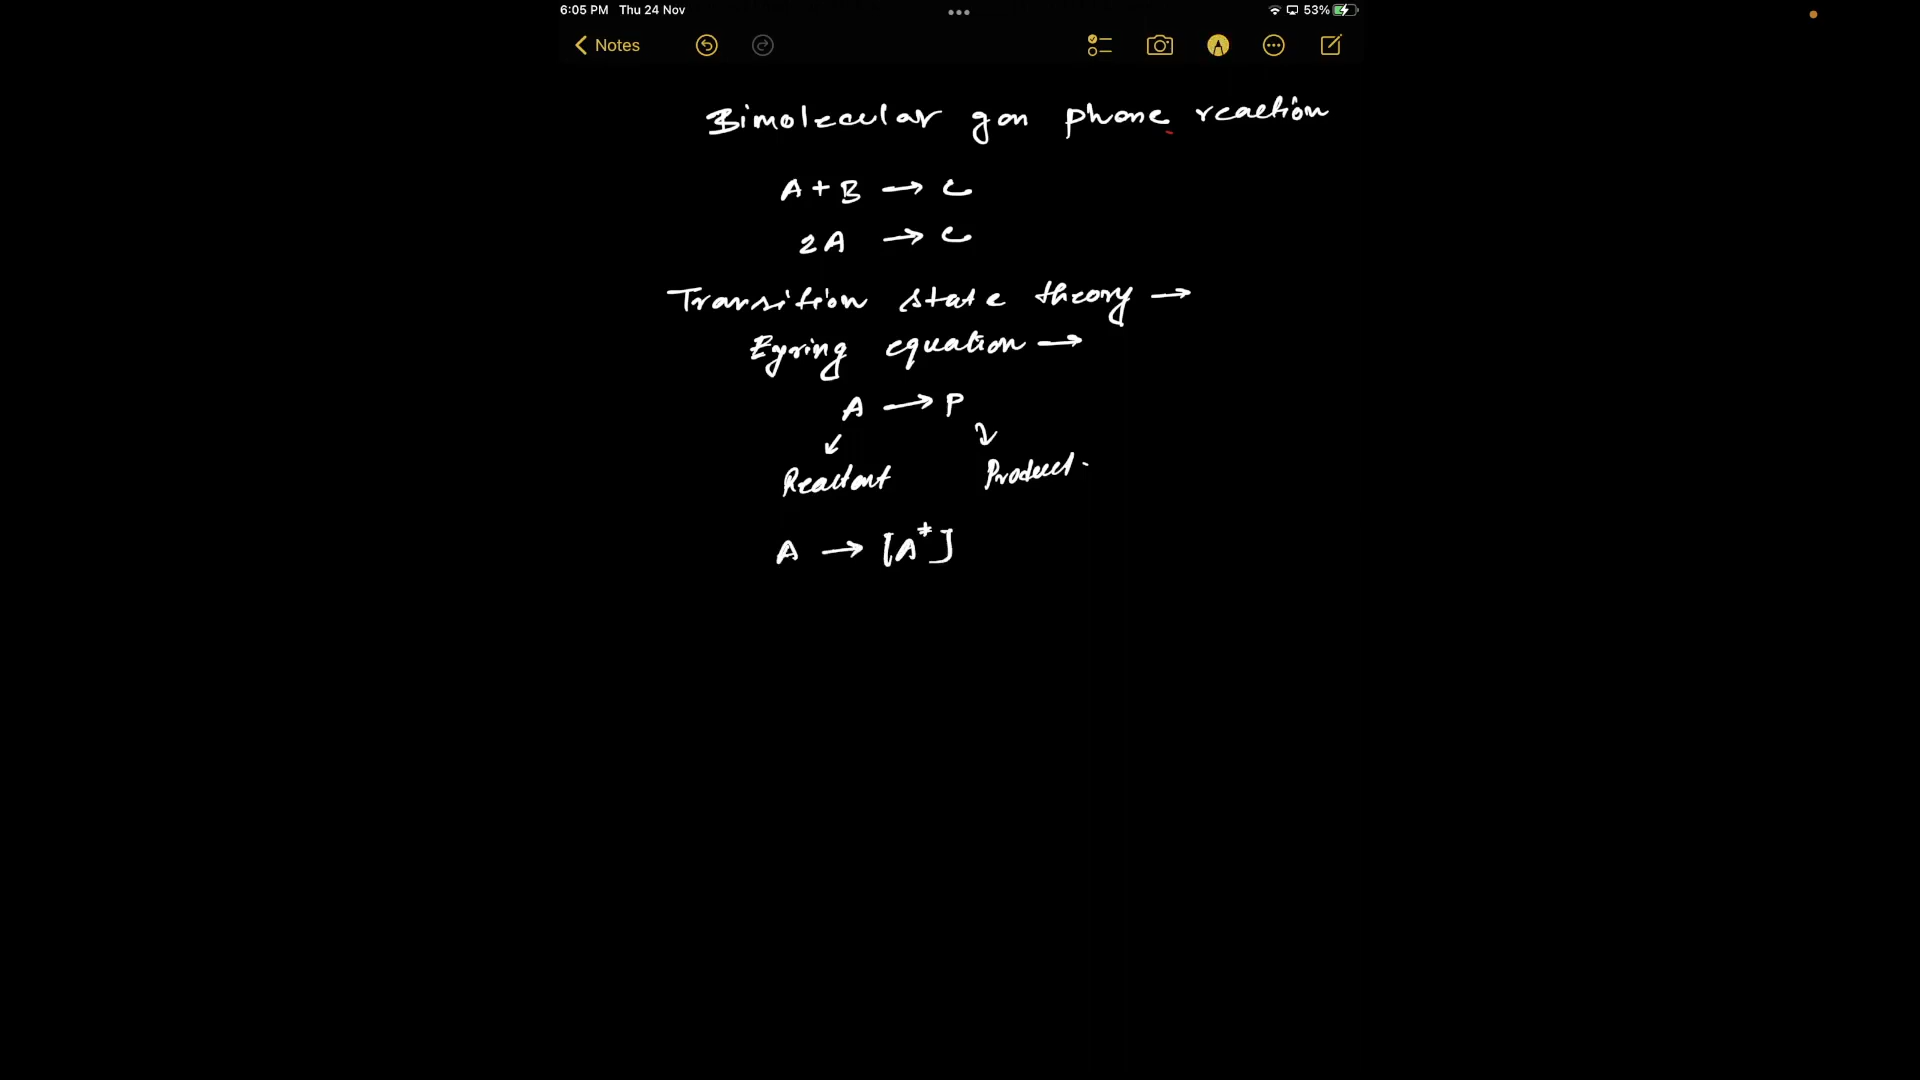 6:05 PM Thu 24 Nov
53%
Notes
Bimolecular gas phase reaction
A + B → C
2A → C
Transition state theory →
Eyring equation →
A → P
Reactant Product.
A → [A*]